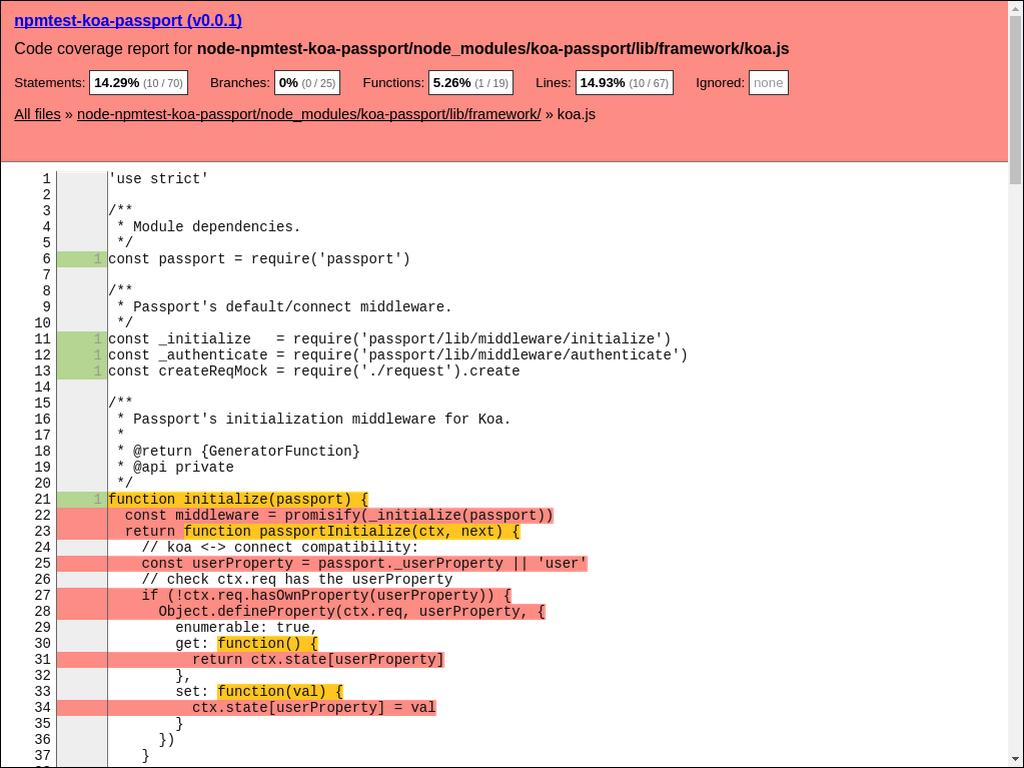 npmtest-koa-passport (v0.0.1)
Code coverage report for node-npmtest-koa-passport/node_modules/koa-passport/lib/framework/koa.js
Statements: 14.29% (10 / 70) Branches: 0% (0 / 25) Functions: 5.26% (1 / 19) Lines: 14.93% (10 / 67) Ignored: none
All files » node-npmtest-koa-passport/node_modules/koa-passport/lib/framework/ » koa.js
1 'use strict'
2
3 /**
4  * Module dependencies.
5  */
6 1 const passport = require('passport')
7
8 /**
9  * Passport's default/connect middleware.
10  */
11 1 const _initialize   = require('passport/lib/middleware/initialize')
12 1 const _authenticate = require('passport/lib/middleware/authenticate')
13 1 const createReqMock = require('./request').create
14
15 /**
16  * Passport's initialization middleware for Koa.
17  *
18  * @return {GeneratorFunction}
19  * @api private
20  */
21 1 function initialize(passport) {
22   const middleware = promisify(_initialize(passport))
23   return function passportInitialize(ctx, next) {
24     // koa <-> connect compatibility:
25     const userProperty = passport._userProperty || 'user'
26     // check ctx.req has the userProperty
27     if (!ctx.req.hasOwnProperty(userProperty)) {
28       Object.defineProperty(ctx.req, userProperty, {
29         enumerable: true,
30         get: function() {
31           return ctx.state[userProperty]
32         },
33         set: function(val) {
34           ctx.state[userProperty] = val
35         }
36       })
37     }